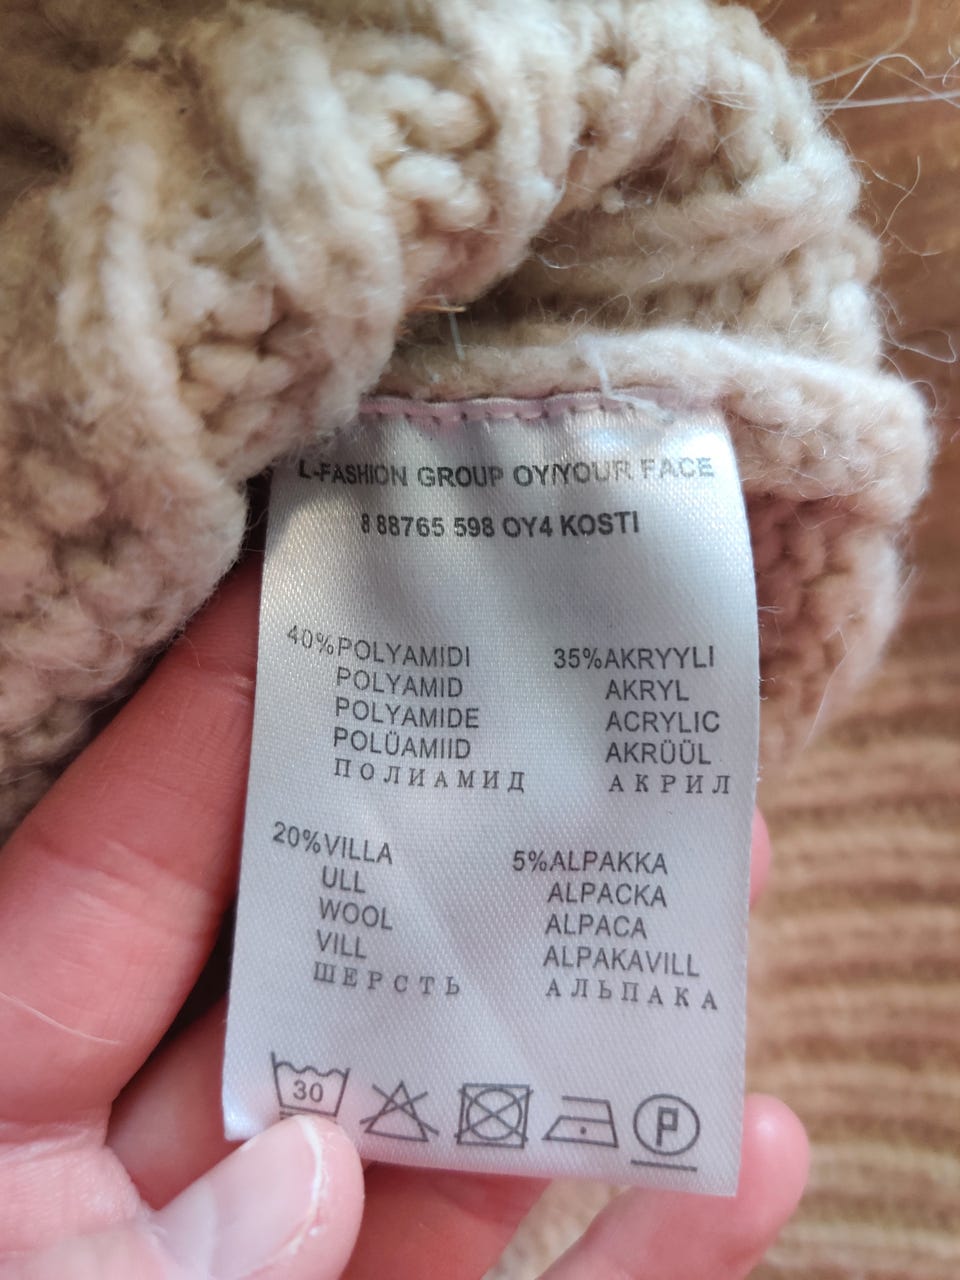 L-FASHION GROUP OY/YOUR FACE
8 88765 598 OY4 KOSTI
40%POLYAMIDI
POLYAMID
POLYAMIDE
POLÜAMIID
ПОЛИАМИД
35%AKRYYLI
AKRYL
ACRYLIC
AKRÜÜL
АКРИЛ
20%VILLA
ULL
WOOL
VILL
ШЕРСТЬ
5%ALPAKKA
ALPACKA
ALPACA
ALPAKAVILL
АЛЬПАКА
30 P